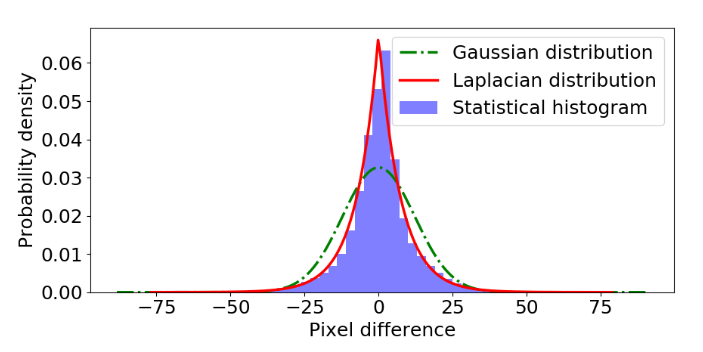 Gaussian distribution
Laplacian distribution
Statistical histogram
Probability density
0.06
0.05
0.04
0.03
0.02
0.01
0.00
−75 −50 −25 0 25 50 75
Pixel difference